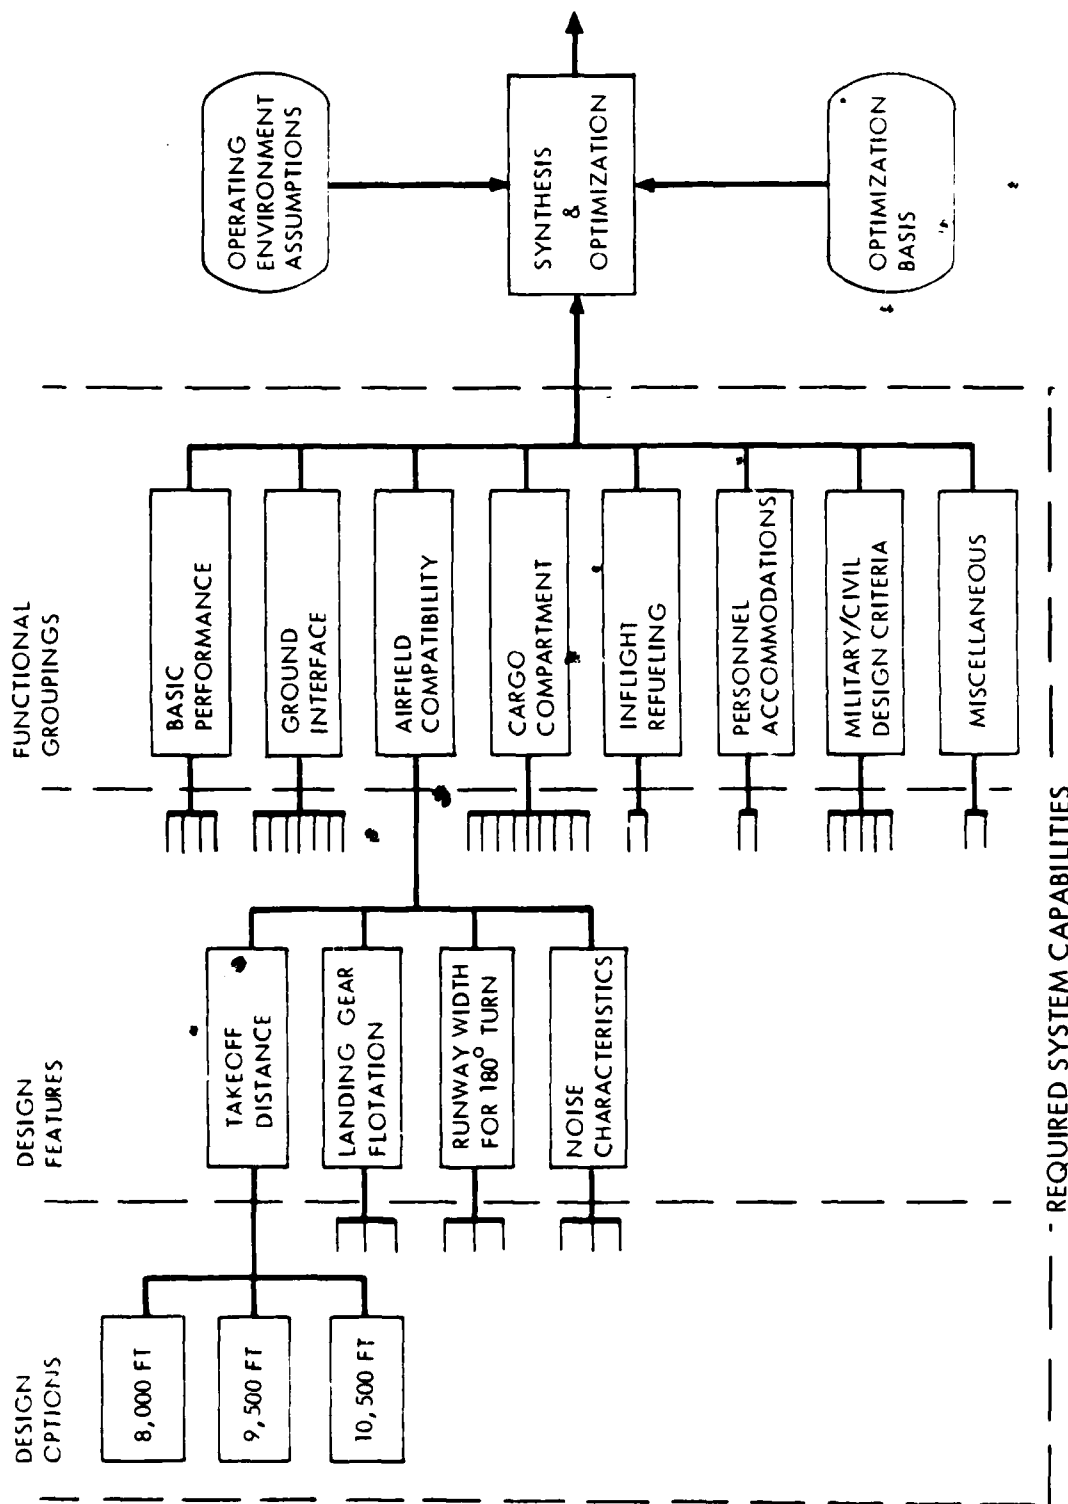 DESIGN
CPTIONS
DESIGN
FEATURES
FUNCTIONAL
GROUPINGS
8,000 FT
9,500 FT
10,500 FT
TAKEOFF
DISTANCE
LANDING GEAR
FLOTATION
RUNWAY WIDTH
FOR 180° TURN
NOISE
CHARACTERISTICS
BASIC
PERFORMANCE
GROUND
INTERFACE
AIRFIELD
COMPATIBILITY
CARGO
COMPARTMENT
INFLIGHT
REFUELING
PERSONNEL
ACCOMMODATIONS
MILITARY/CIVIL
DESIGN CRITERIA
MISCELLANEOUS
OPERATING
ENVIRONMENT
ASSUMPTIONS
SYNTHESIS
&
OPTIMIZATION
OPTIMIZATION
BASIS
REQUIRED SYSTEM CAPABILITIES